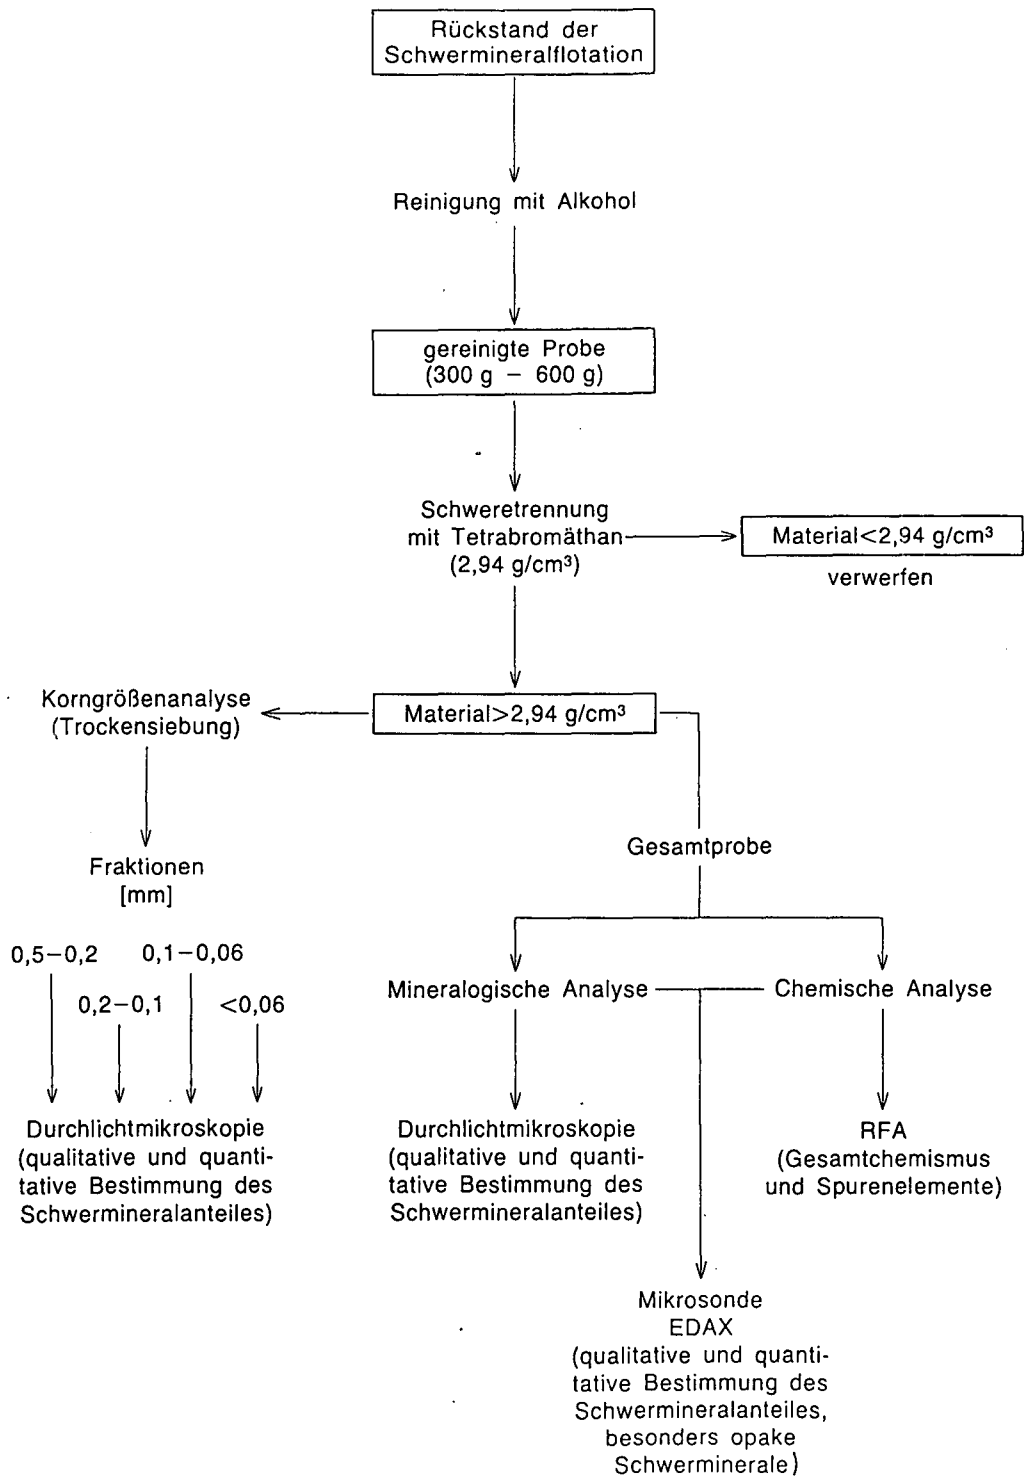 Rückstand der
Schwermineralflotation
Reinigung mit Alkohol
gereinigte Probe
(300 g – 600 g)
Schweretrennung
mit Tetrabromäthan
(2,94 g/cm³)
Material<2,94 g/cm³
verwerfen
Korngrößenanalyse
(Trockensiebung)
Material>2,94 g/cm³
Gesamtprobe
Fraktionen
[mm]
0,5–0,2
0,1–0,06
0,2–0,1
<0,06
Mineralogische Analyse
Chemische Analyse
Durchlichtmikroskopie
(qualitative und quanti-
tative Bestimmung des
Schwermineralanteiles)
Durchlichtmikroskopie
(qualitative und quanti-
tative Bestimmung des
Schwermineralanteiles)
RFA
(Gesamtchemismus
und Spurenelemente)
Mikrosonde
EDAX
(qualitative und quanti-
tative Bestimmung des
Schwermineralanteiles,
besonders opake
Schwerminerale)